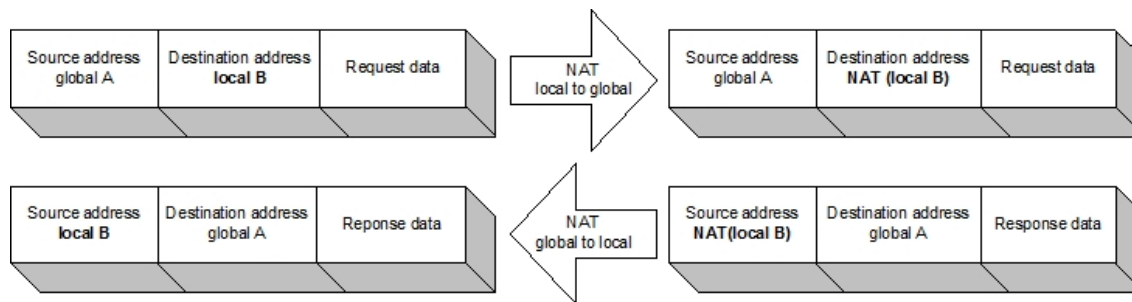 Source address
global A
Destination address
local B
Request data
NAT
local to global
Source address
global A
Destination address
NAT (local B)
Request data
Source address
local B
Destination address
global A
Reponse data
NAT
global to local
Source address
NAT(local B)
Destination address
global A
Response data